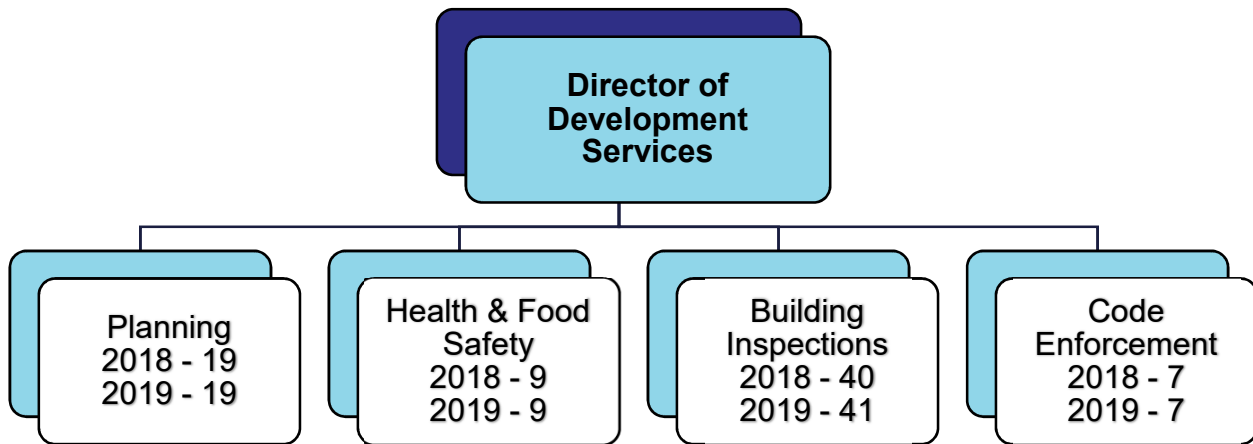 Director of
Development
Services
Planning
2018 - 19
2019 - 19
Health & Food
Safety
2018 - 9
2019 - 9
Building
Inspections
2018 - 40
2019 - 41
Code
Enforcement
2018 - 7
2019 - 7